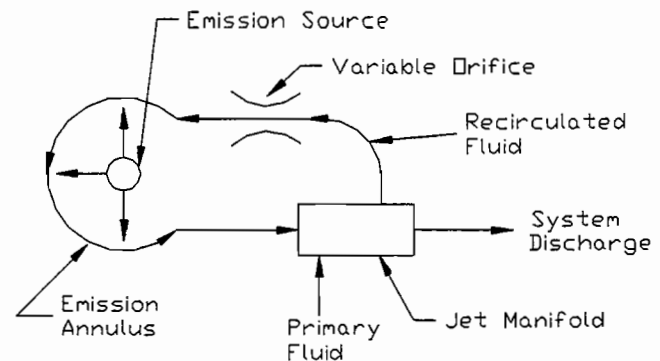 Emission Source
Variable Orifice
Recirculated
Fluid
System
Discharge
Emission
Annulus
Primary
Fluid
Jet Manifold